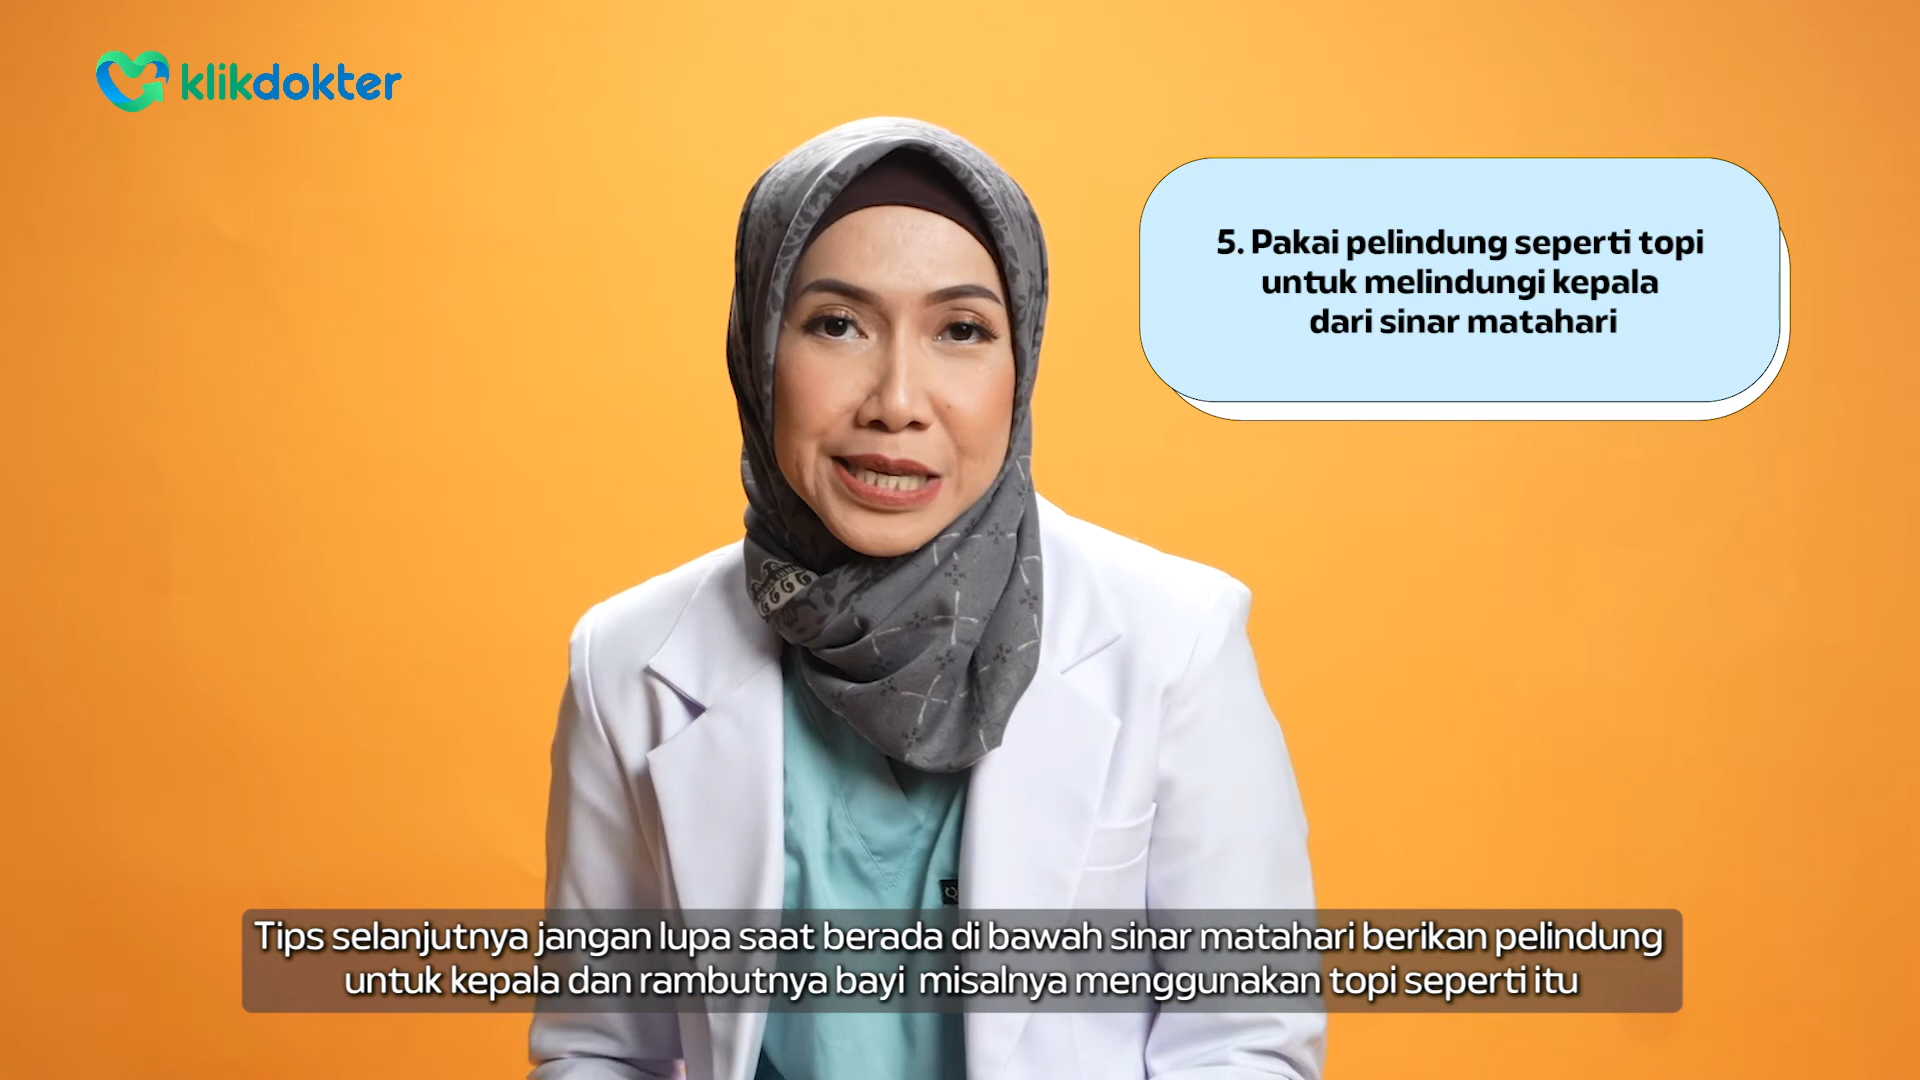 klikdokter
5. Pakai pelindung seperti topi
untuk melindungi kepala
dari sinar matahari
Tips selanjutnya jangan lupa saat berada di bawah sinar matahari berikan pelindung
untuk kepala dan rambutnya bayi misalnya menggunakan topi seperti itu